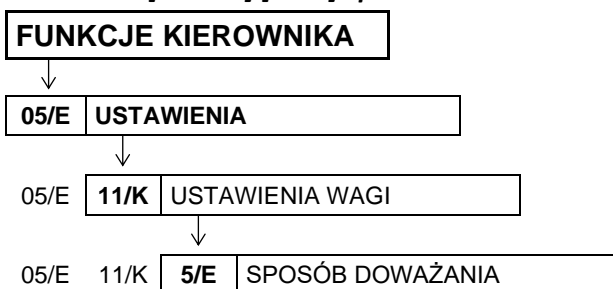 FUNKCJE KIEROWNIKA
05/E USTAWIENIA
05/E 11/K USTAWIENIA WAGI
05/E 11/K 5/E SPOSÓB DOWAŻANIA